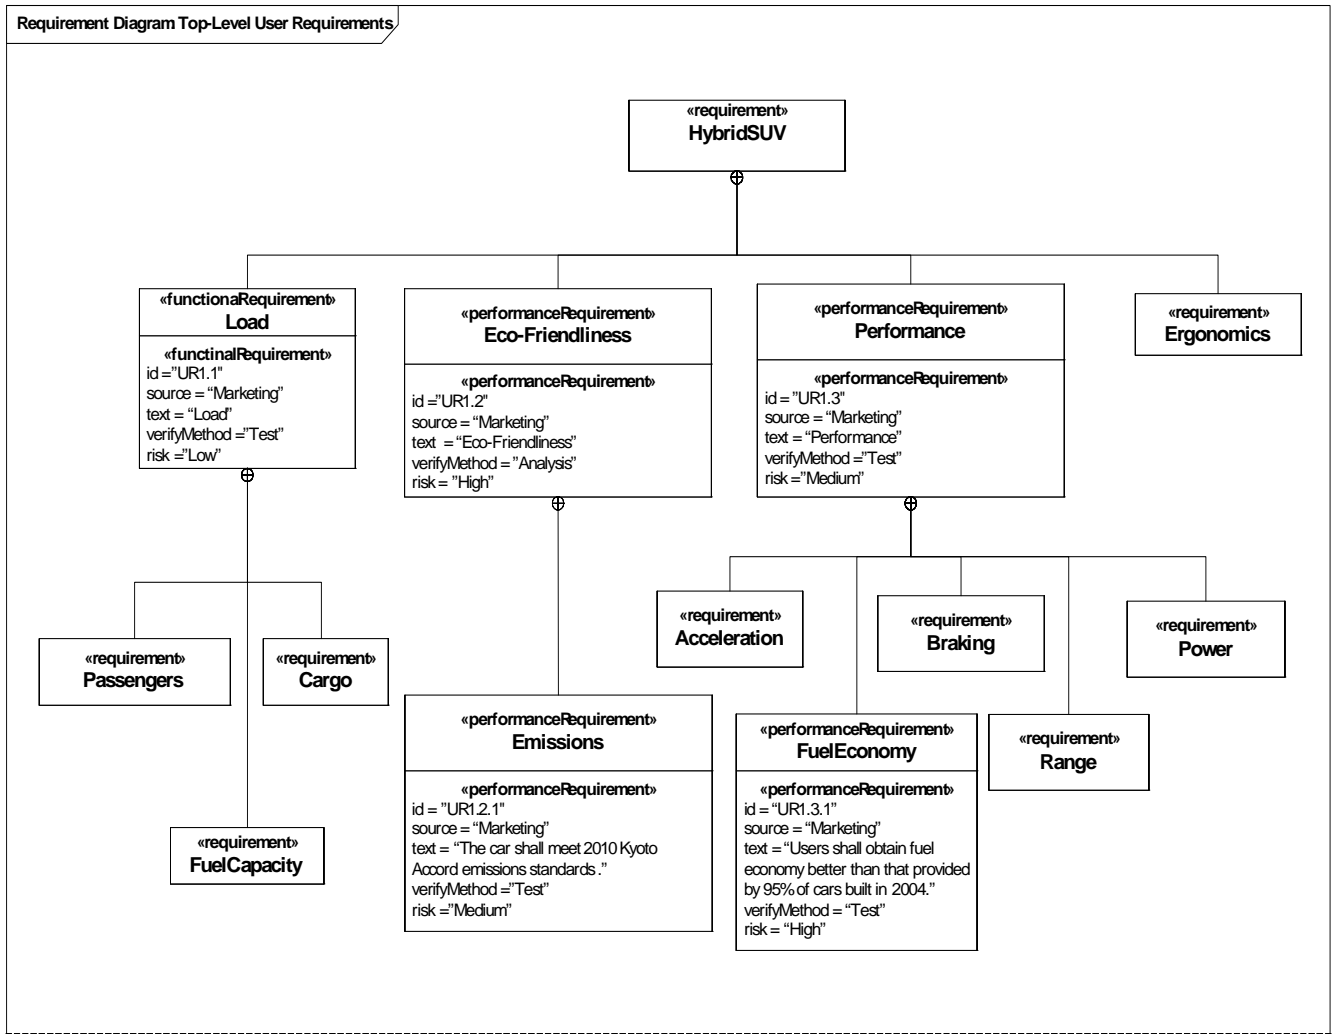 Requirement Diagram Top-Level User Requirements
«requirement»
HybridSUV
«functionaRequirement»
Load
«functinalRequirement»
id ="UR1.1"
source = “Marketing”
text = “Load”
verifyMethod =”Test”
risk =”Low”
«performanceRequirement»
Eco-Friendliness
«performanceRequirement»
id =”UR1.2"
source = “Marketing”
text = “Eco-Friendliness”
verifyMethod =”Analysis”
risk = ”High”
«performanceRequirement»
Performance
«performanceRequirement»
id =”UR1.3"
source = “Marketing”
text = “Performance”
verifyMethod =”Test”
risk =”Medium”
«requirement»
Ergonomics
«requirement»
Passengers
«requirement»
Cargo
«requirement»
FuelCapacity
«performanceRequirement»
Emissions
«performanceRequirement»
id = ”UR1.2.1"
source = “Marketing”
text = “The car shall meet 2010 Kyoto
Accord emissions standards .”
verifyMethod =”Test”
risk =”Medium”
«requirement»
Acceleration
«performanceRequirement»
FuelEconomy
«performanceRequirement»
id = “UR1.3.1”
source = “Marketing”
text = “Users shall obtain fuel
economy better than that provided
by 95% of cars built in 2004.”
verifyMethod = “Test”
risk = “High”
«requirement»
Braking
«requirement»
Range
«requirement»
Power